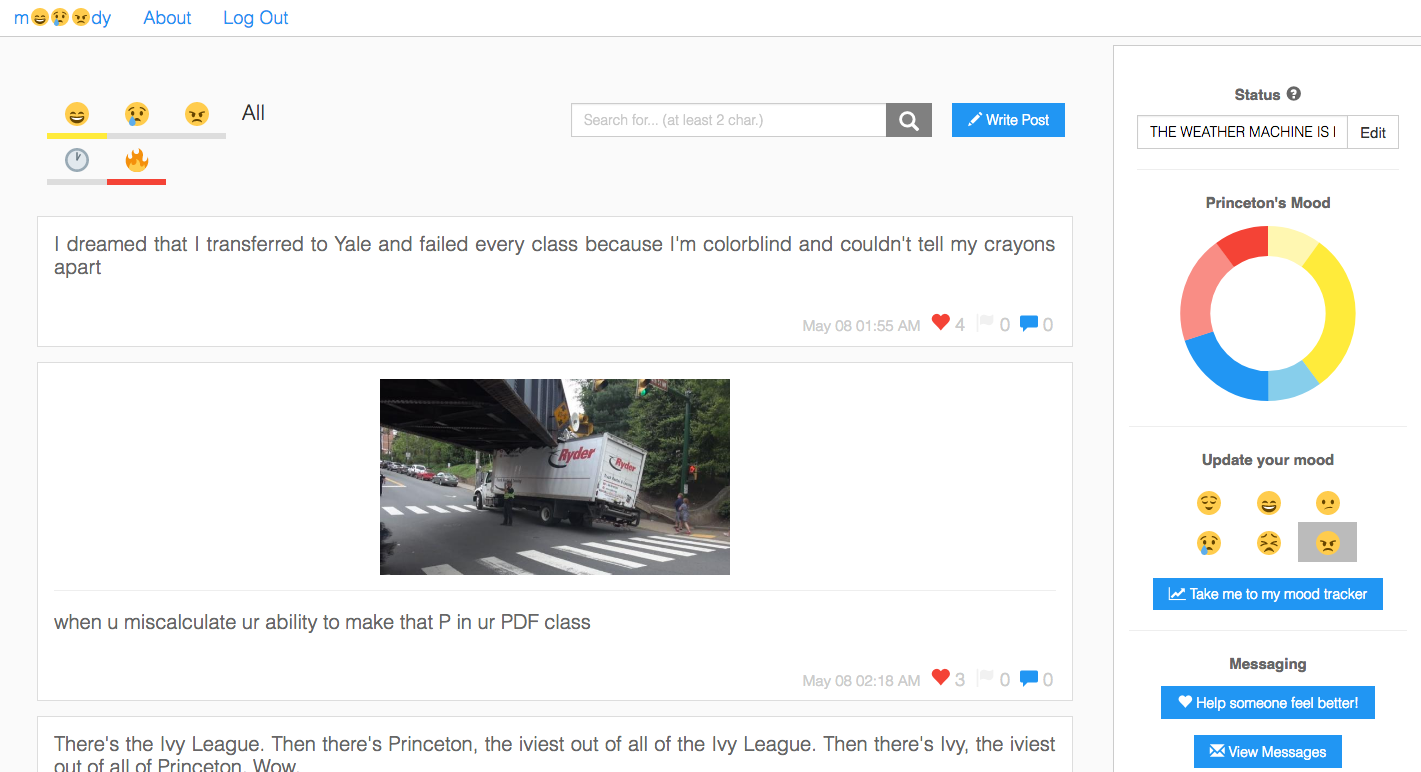 m😄😢😠dy About Log Out
😄 😢 😠 All
Search for... (at least 2 char.)
Write Post
I dreamed that I transferred to Yale and failed every class because I'm colorblind and couldn't tell my crayons
apart
May 08 01:55 AM 4 0 0
Ryder
Ryder
when u miscalculate ur ability to make that P in ur PDF class
May 08 02:18 AM 3 0 0
There's the Ivy League. Then there's Princeton, the iviest out of all of the Ivy League. Then there's Ivy, the iviest
out of all of Princeton. Wow.
Status
THE WEATHER MACHINE IS
Edit
Princeton's Mood
Update your mood
Take me to my mood tracker
Messaging
Help someone feel better!
View Messages